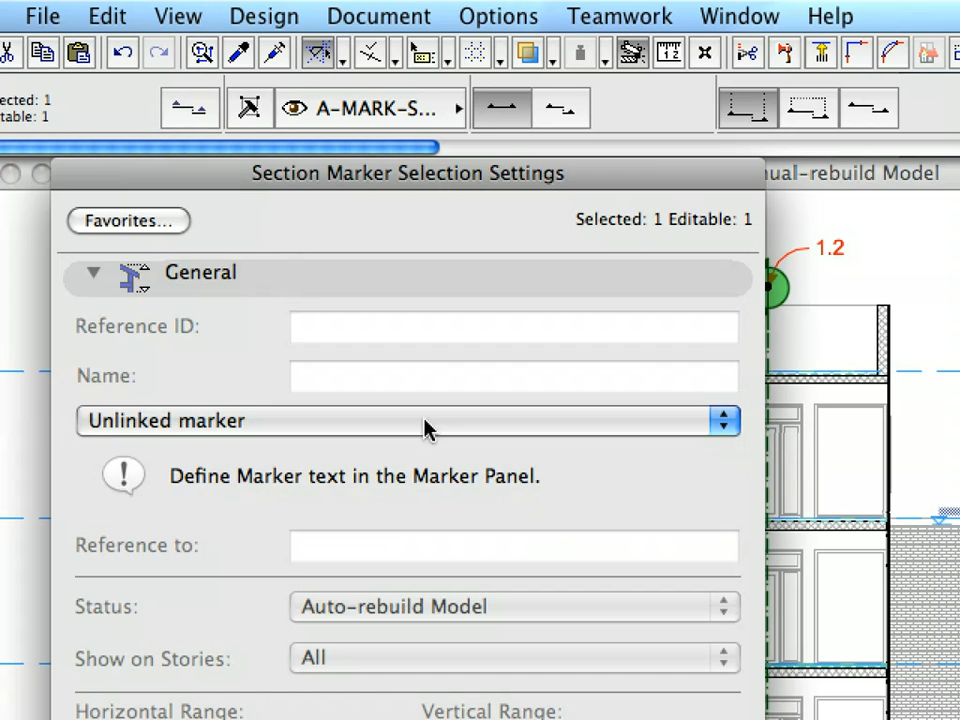 File Edit View Design Document Options Teamwork Window Help
ected: 1
table: 1
A-MARK-S...
Section Marker Selection Settings
ual-rebuild Model
Favorites...
Selected: 1 Editable: 1
1.2
General
Reference ID:
Name:
Unlinked marker
Define Marker text in the Marker Panel.
Reference to:
Status: Auto-rebuild Model
Show on Stories: All
Horizontal Range: Vertical Range: